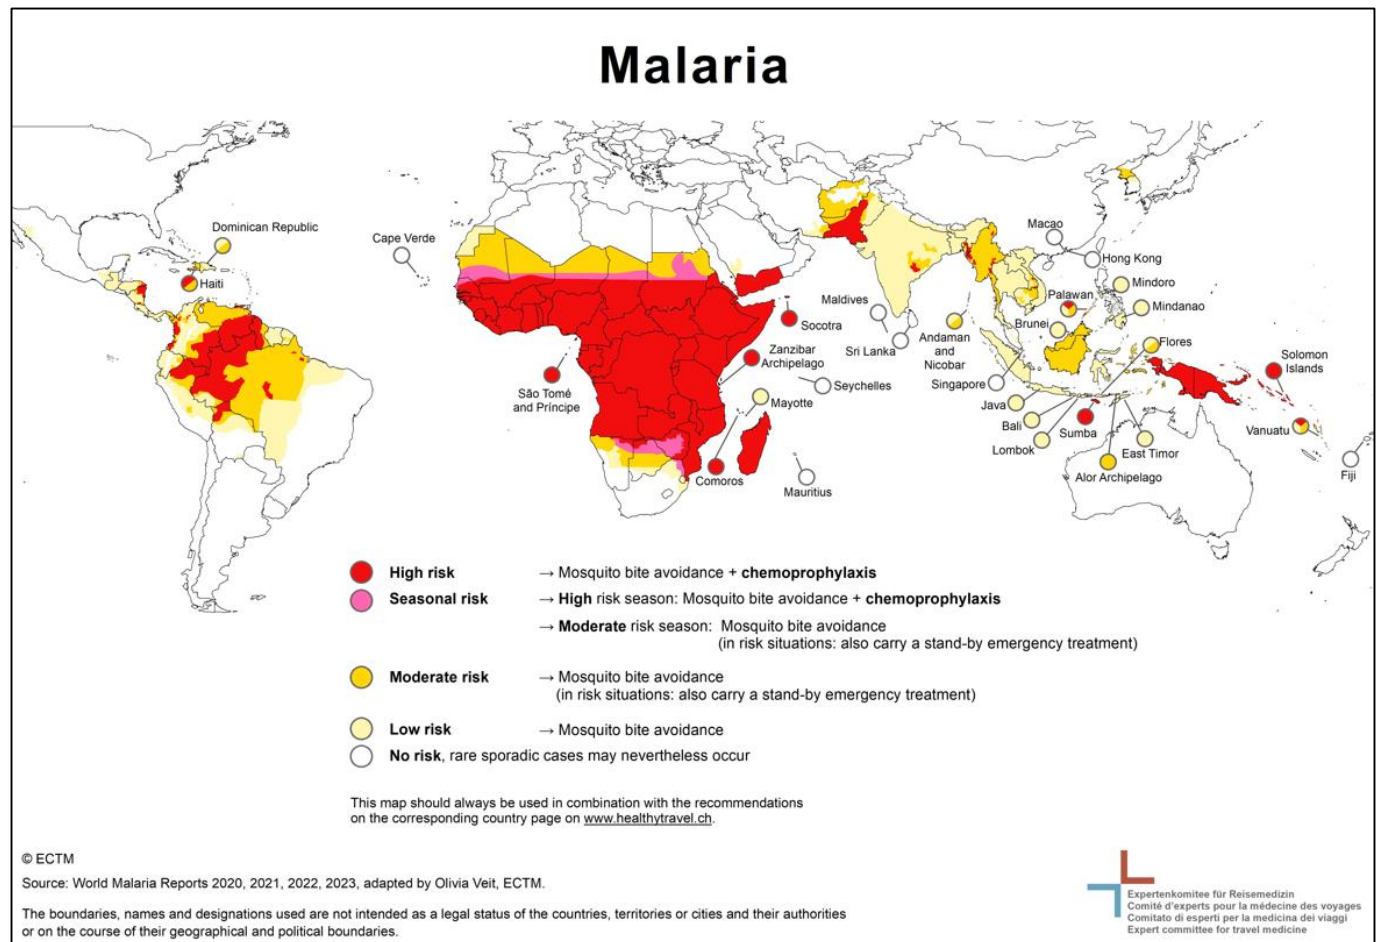 Malaria
Dominican Republic
Cape Verde
Haiti
São Tomé
and Príncipe
Socotra
Zanzibar
Archipelago
Seychelles
Mayotte
Comoros
Mauritius
Maldives
Sri Lanka
Andaman
and
Nicobar
Macao
Hong Kong
Mindoro
Palawan
Mindanao
Brunei
Flores
Singapore
Java
Bali
Lombok
Sumba
East Timor
Alor Archipelago
Solomon
Islands
Vanuatu
Fiji
High risk → Mosquito bite avoidance + chemoprophylaxis
Seasonal risk → High risk season: Mosquito bite avoidance + chemoprophylaxis
→ Moderate risk season: Mosquito bite avoidance
(in risk situations: also carry a stand-by emergency treatment)
Moderate risk → Mosquito bite avoidance
(in risk situations: also carry a stand-by emergency treatment)
Low risk → Mosquito bite avoidance
No risk, rare sporadic cases may nevertheless occur
This map should always be used in combination with the recommendations
on the corresponding country page on www.healthytravel.ch.
© ECTM
Source: World Malaria Reports 2020, 2021, 2022, 2023, adapted by Olivia Veit, ECTM.
The boundaries, names and designations used are not intended as a legal status of the countries, territories or cities and their authorities
or on the course of their geographical and political boundaries.
Expertenkomitee für Reisemedizin
Comité d'experts pour la médecine des voyages
Comitato di esperti per la medicina dei viaggi
Expert committee for travel medicine